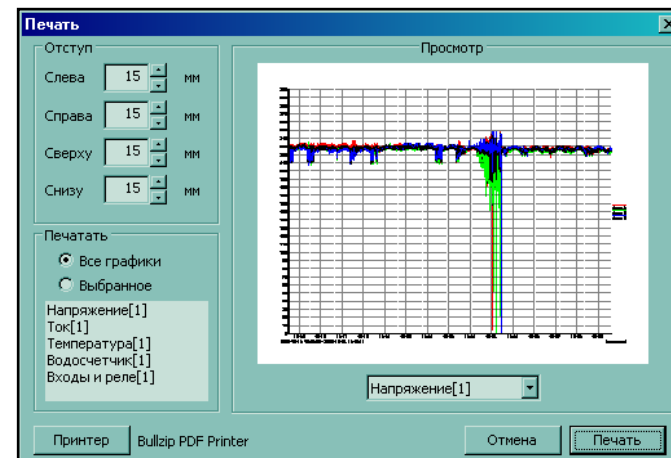 Печать
Отступ
Слева 15 мм
Справа 15 мм
Сверху 15 мм
Снизу 15 мм
Печатать
Все графики
Выбранное
Напряжение[1]
Ток[1]
Температура[1]
Водосчетчик[1]
Входы и реле[1]
Просмотр
Напряжение[1]
Принтер Bullzip PDF Printer Отмена Печать